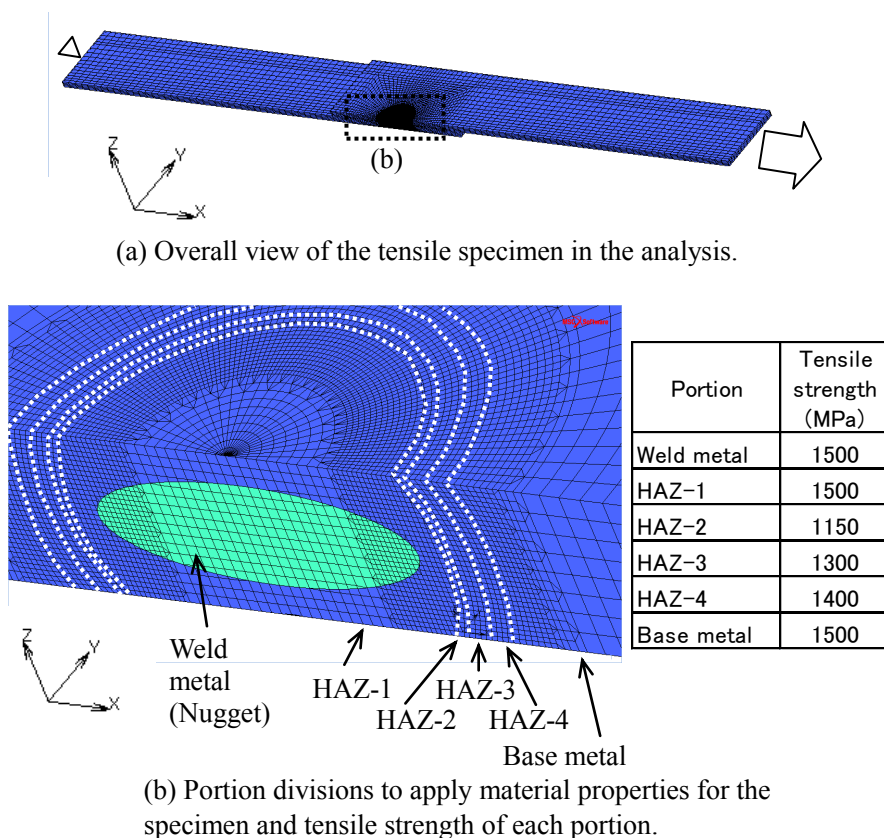 Z
Y
X
(b)
(a) Overall view of the tensile specimen in the analysis.
Portion
Tensile
strength
(MPa)
Weld metal 1500
HAZ-1 1500
HAZ-2 1150
HAZ-3 1300
HAZ-4 1400
Base metal 1500
Z
Y
X
Weld
metal
(Nugget)
HAZ-1
HAZ-2
HAZ-3
HAZ-4
Base metal
(b) Portion divisions to apply material properties for the
specimen and tensile strength of each portion.